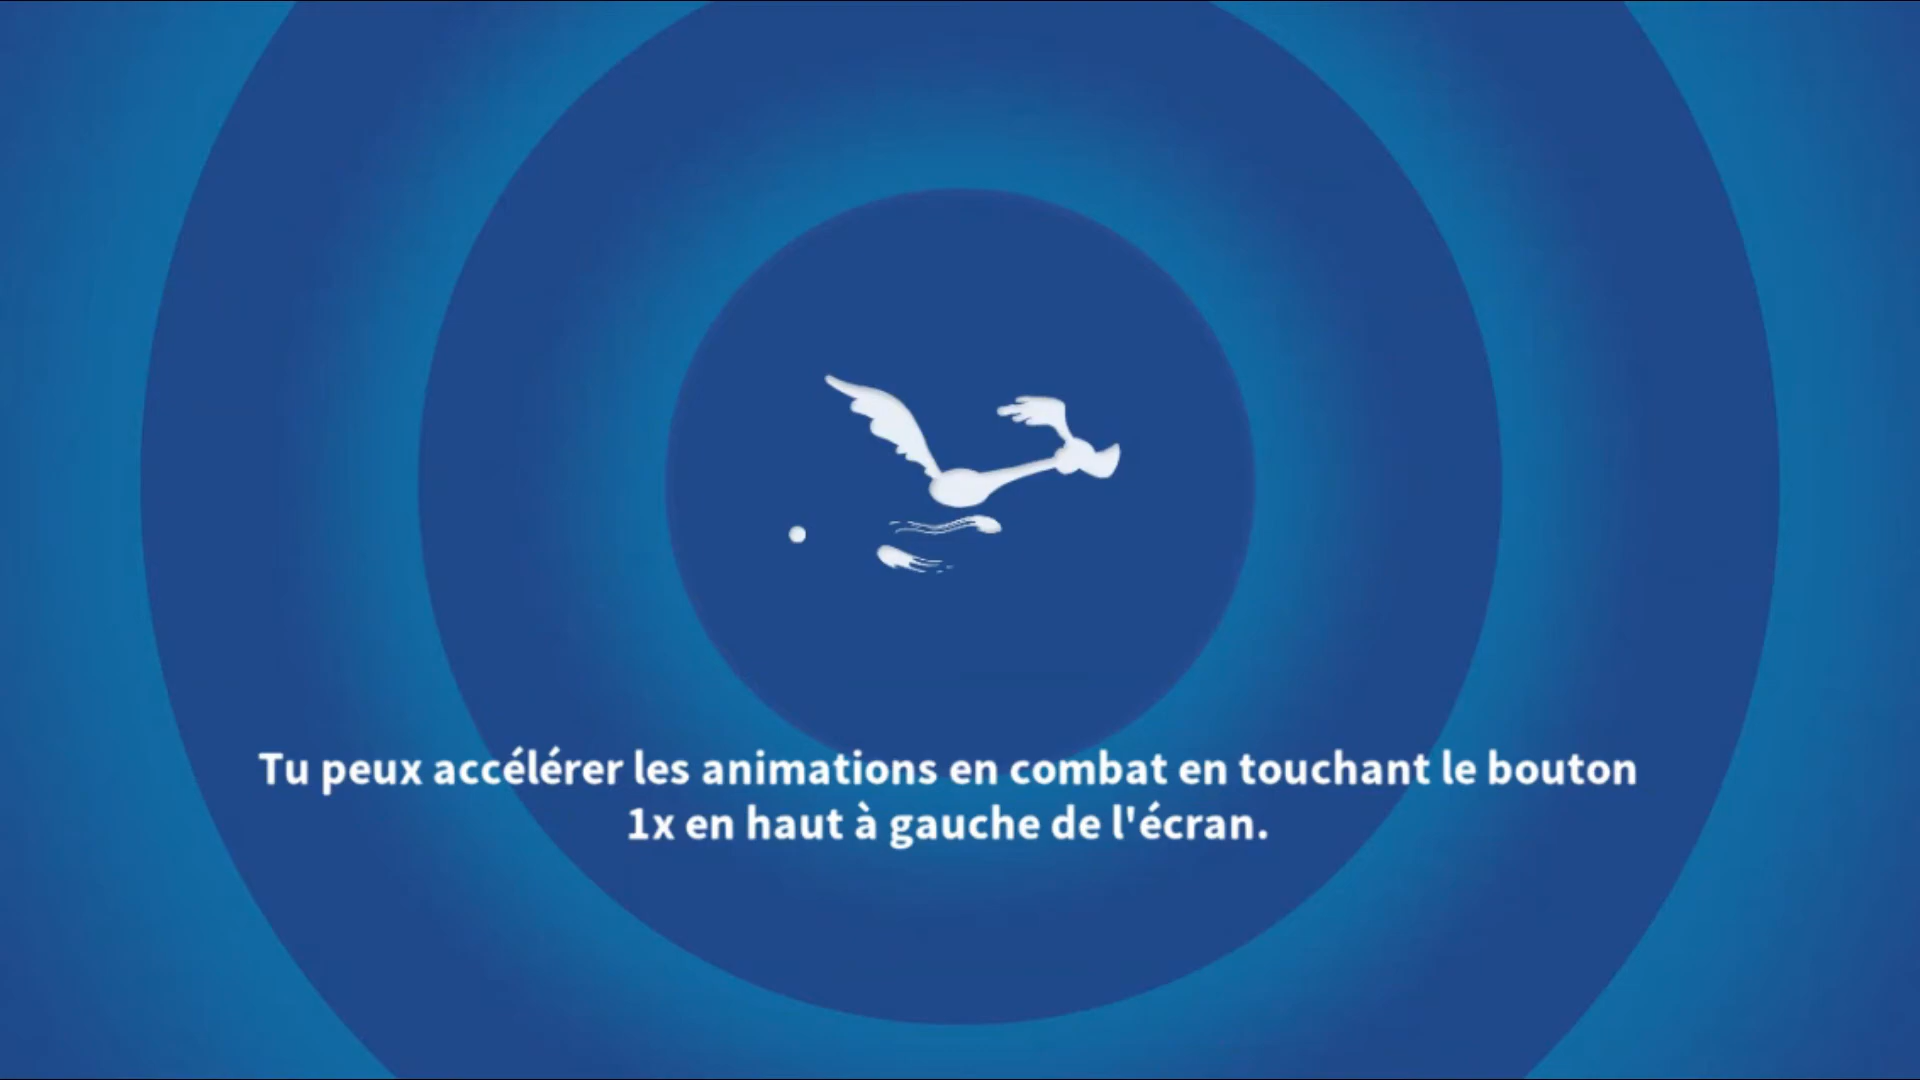 Tu peux accélérer les animations en combat en touchant le bouton
1x en haut à gauche de l'écran.